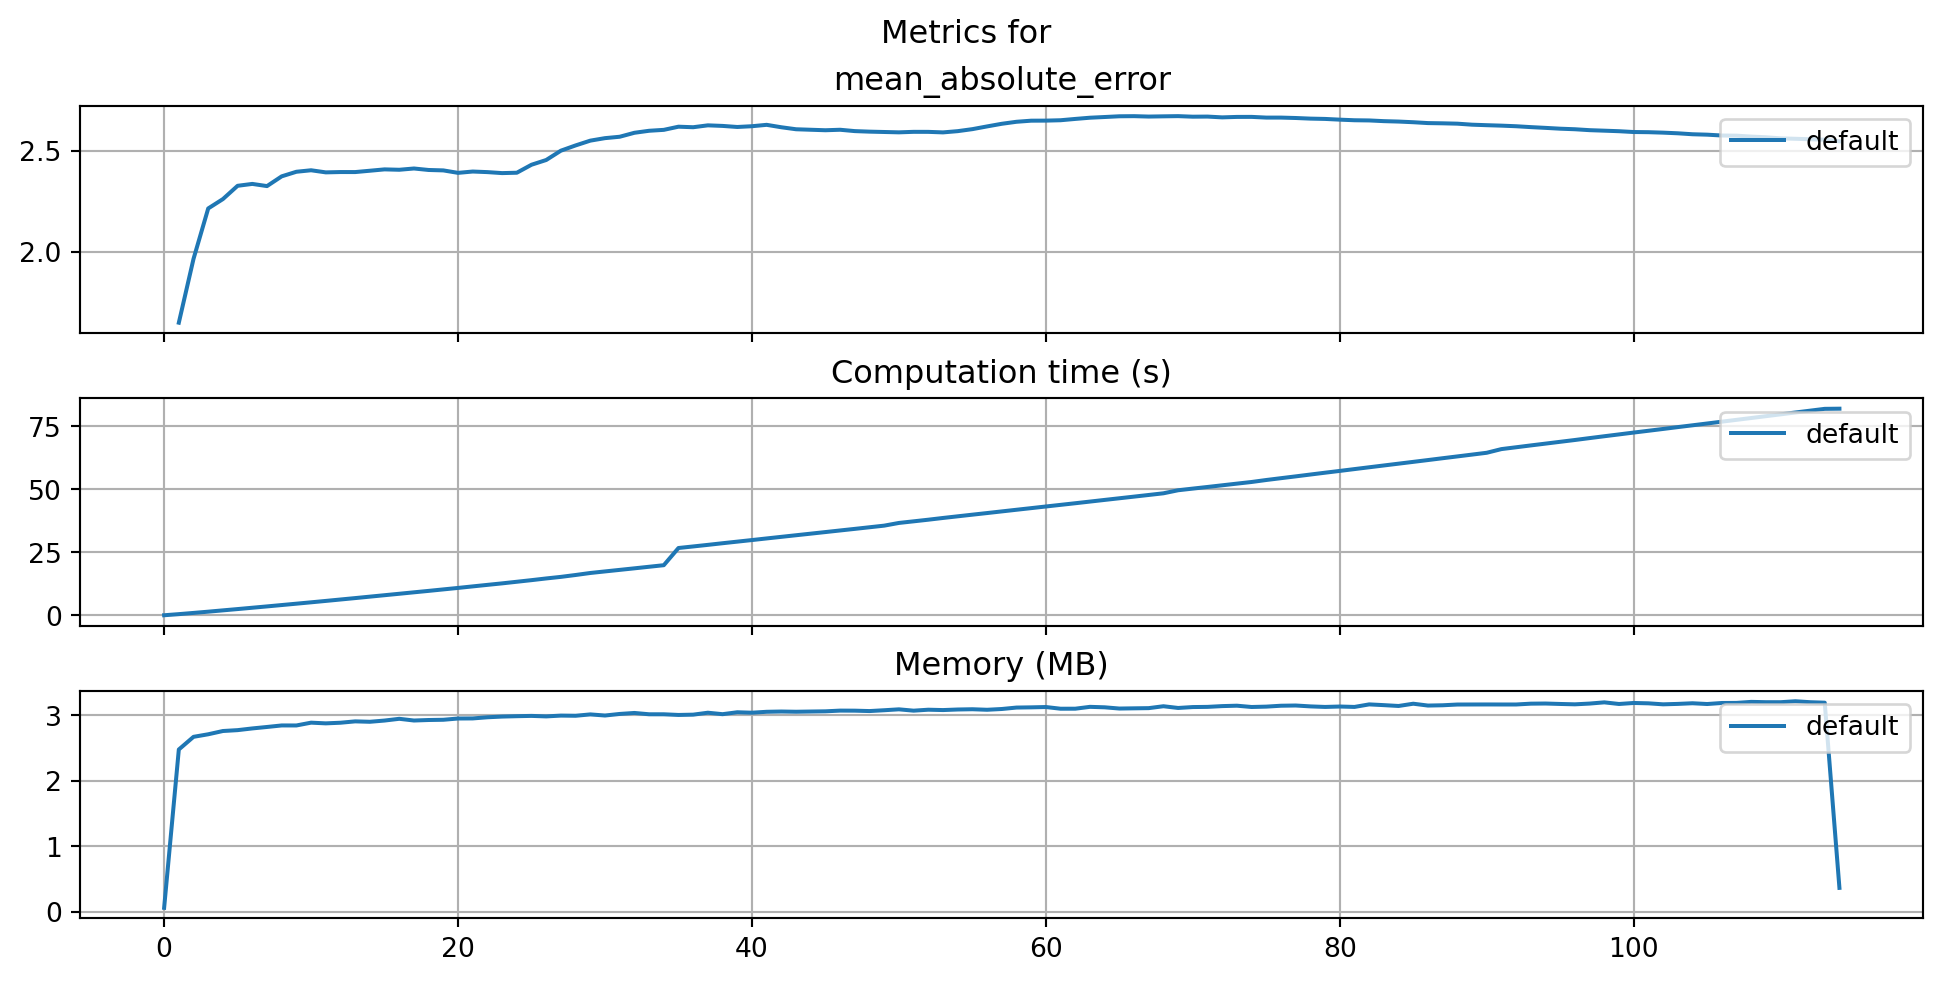 Metrics for
mean_absolute_error
2.5
2.0
default
Computation time (s)
75
50
25
0
default
Memory (MB)
3
2
1
0
default
0 20 40 60 80 100